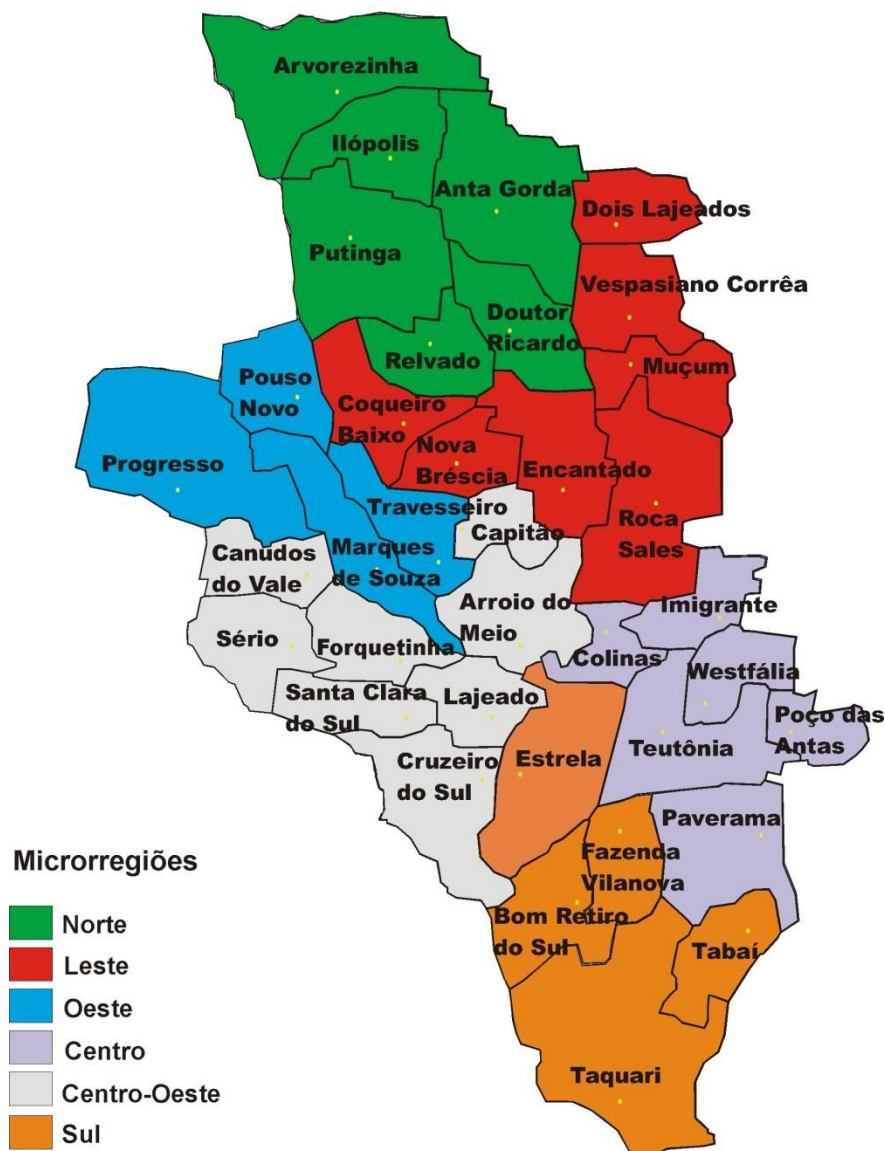 Arvorezinha
Ilópolis
Anta Gorda
Dois Lajeados
Putinga
Vespasiano Corrêa
Doutor
Ricardo
Relvado
Muçum
Pouso
Novo
Coqueiro
Baixo
Nova
Bréscia
Encantado
Progresso
Travesseiro
Capitão
Roca
Sales
Canudos
do Vale
Marques
de Souza
Arroio do
Meio
Imigrante
Sério
Forquetinha
Colinas
Westfália
Santa Clara
do Sul
Lajeado
Poço das
Antas
Teutônia
Estrela
Cruzeiro
do Sul
Paverama
Fazenda
Vilanova
Bom Retiro
do Sul
Tabaí
Taquari
Microrregiões
Norte
Leste
Oeste
Centro
Centro-Oeste
Sul